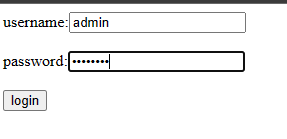 username: admin
password: ••••••••
login